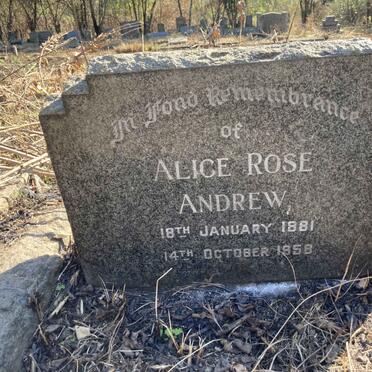 In Fond Remembrance
of
ALICE ROSE
ANDREW,
18TH JANUARY 1881
14TH OCTOBER 1958